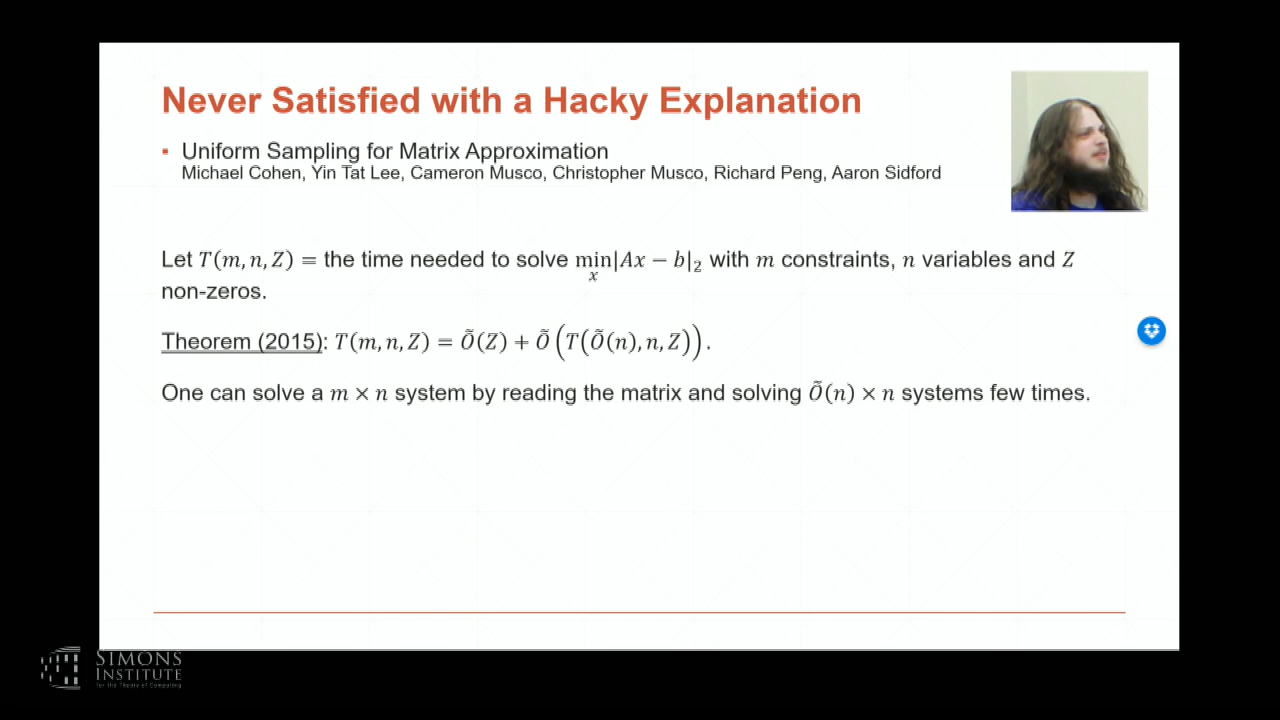 Never Satisfied with a Hacky Explanation
▪ Uniform Sampling for Matrix Approximation
Michael Cohen, Yin Tat Lee, Cameron Musco, Christopher Musco, Richard Peng, Aaron Sidford
Let T(m, n, Z) = the time needed to solve min|Ax − b|₂ with m constraints, n variables and Z
x
non-zeros.
Theorem (2015): T(m, n, Z) = Õ(Z) + Õ(T(Õ(n), n, Z)).
One can solve a m × n system by reading the matrix and solving Õ(n) × n systems few times.
SIMONS
INSTITUTE
for the Theory of Computing